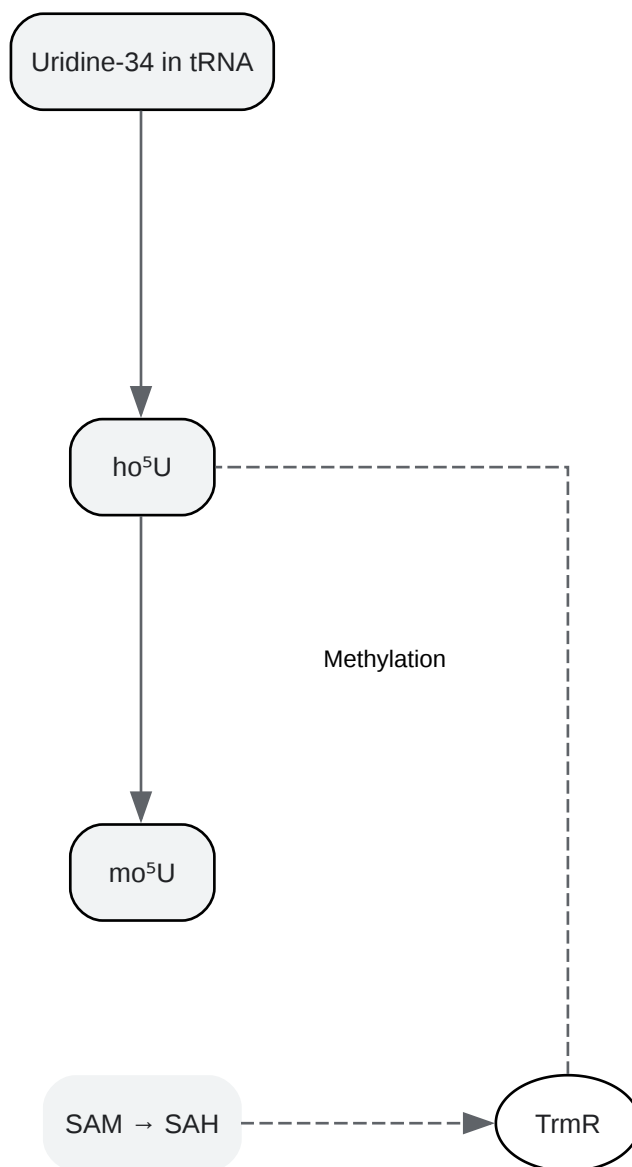 Uridine-34 in tRNA
ho⁵U
Methylation
mo⁵U
SAM → SAH
TrmR